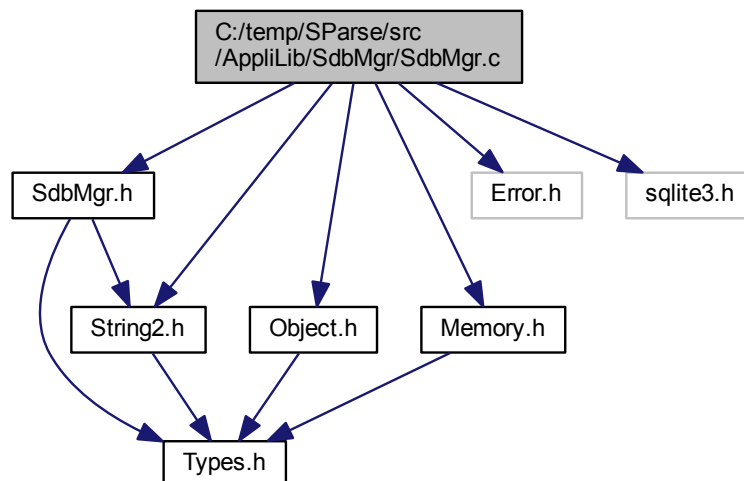 C:/temp/SParse/src
/AppliLib/SdbMgr/SdbMgr.c
SdbMgr.h
Error.h
sqlite3.h
String2.h
Object.h
Memory.h
Types.h